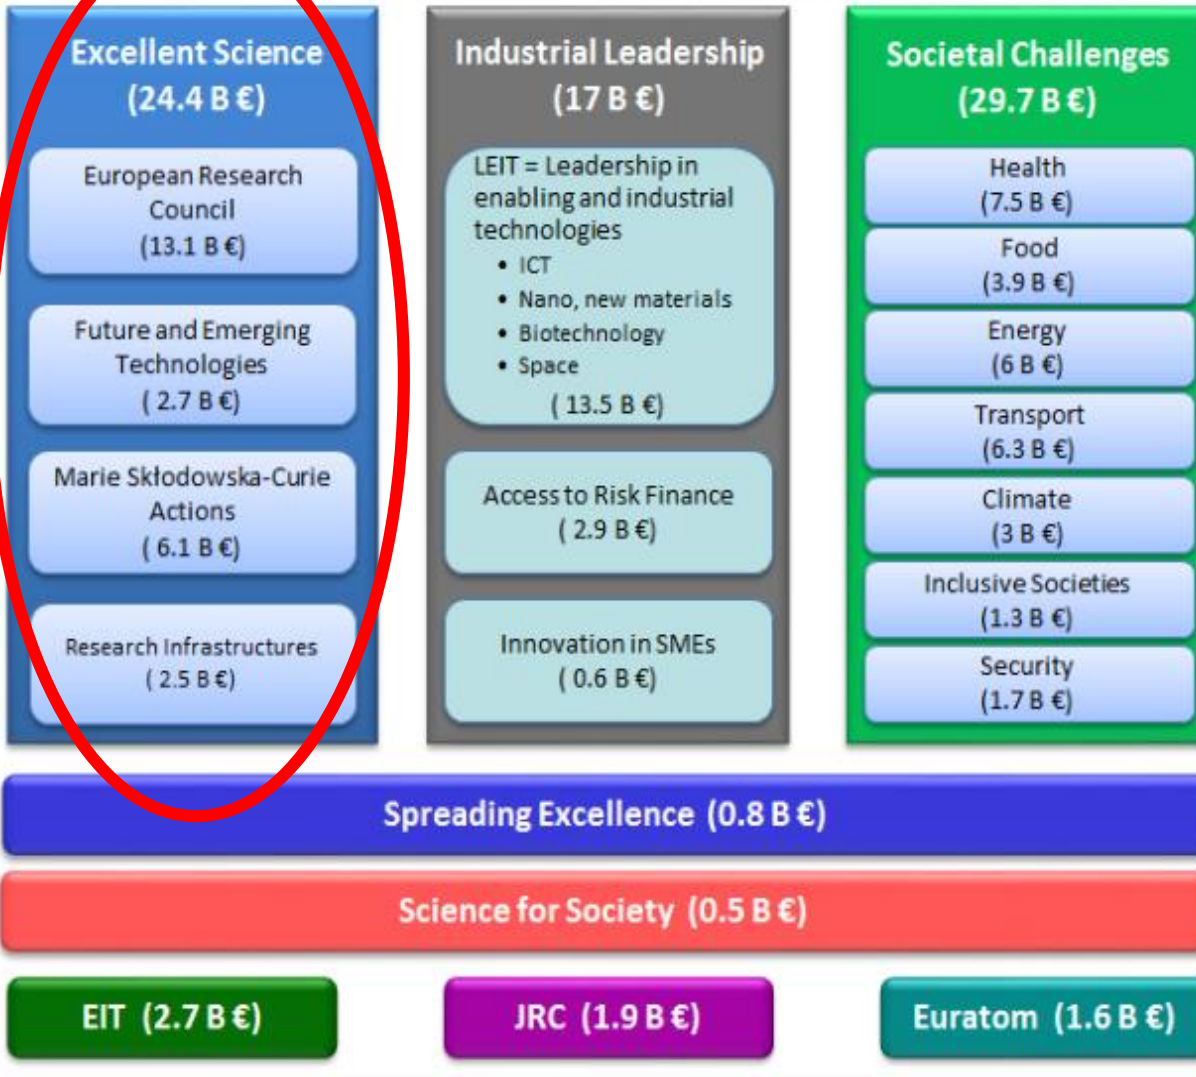 Excellent Science
(24.4 B €)
European Research
Council
(13.1 B €)
Future and Emerging
Technologies
( 2.7 B €)
Marie Skłodowska-Curie
Actions
( 6.1 B €)
Research Infrastructures
( 2.5 B €)
Industrial Leadership
(17 B €)
LEIT = Leadership in
enabling and industrial
technologies
• ICT
• Nano, new materials
• Biotechnology
• Space
( 13.5 B €)
Access to Risk Finance
( 2.9 B €)
Innovation in SMEs
( 0.6 B €)
Societal Challenges
(29.7 B €)
Health
(7.5 B €)
Food
(3.9 B €)
Energy
(6 B €)
Transport
(6.3 B €)
Climate
(3 B €)
Inclusive Societies
(1.3 B €)
Security
(1.7 B €)
Spreading Excellence (0.8 B €)
Science for Society (0.5 B €)
EIT (2.7 B €)
JRC (1.9 B €)
Euratom (1.6 B €)